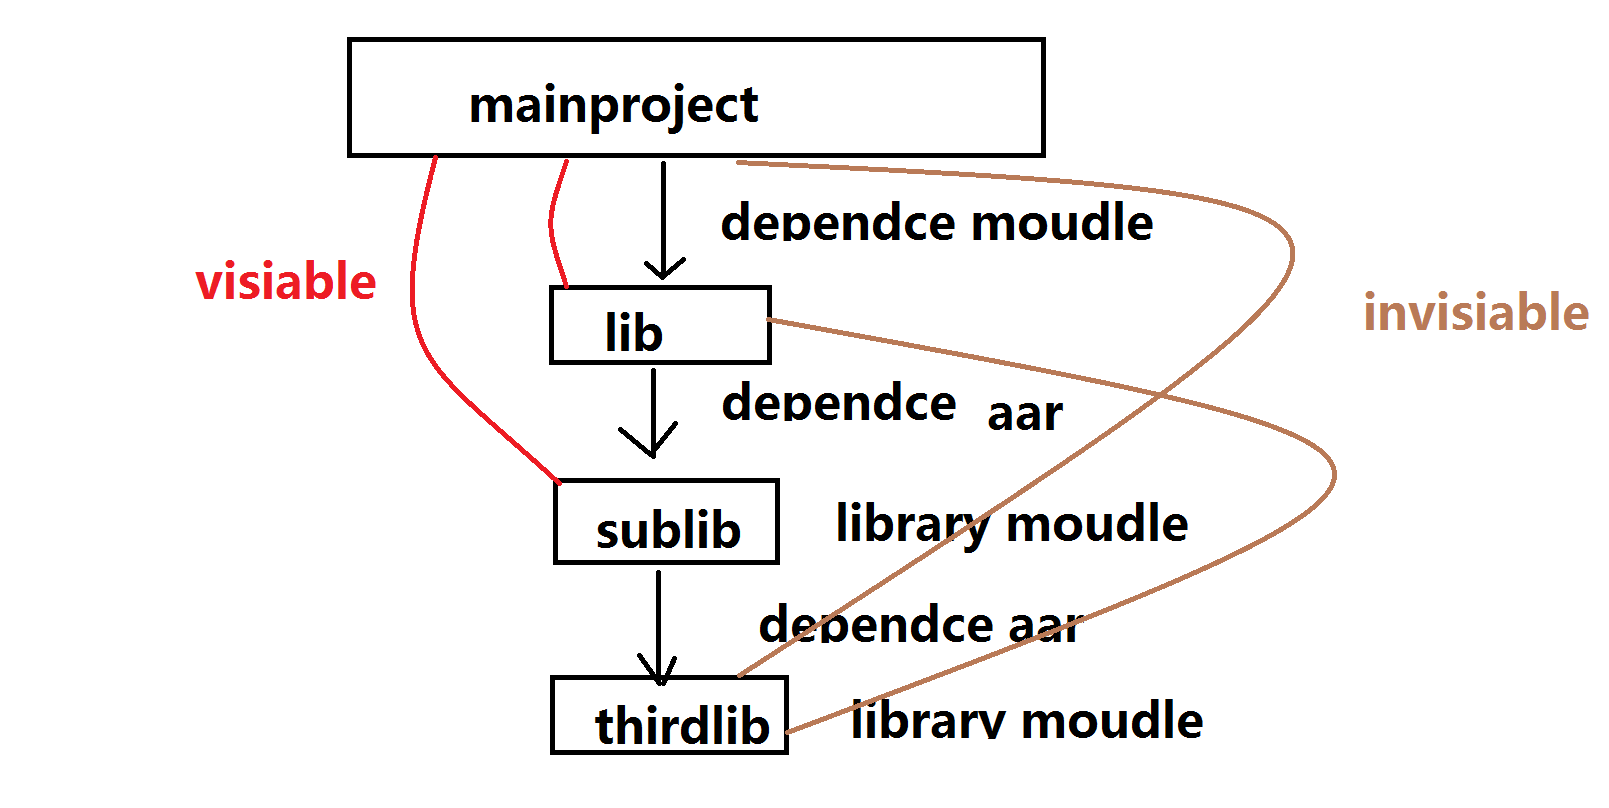 mainproject
dependce moudle
visiable
invisiable
lib
dependce aar
sublib
library moudle
dependce aar
thirdlib
library moudle